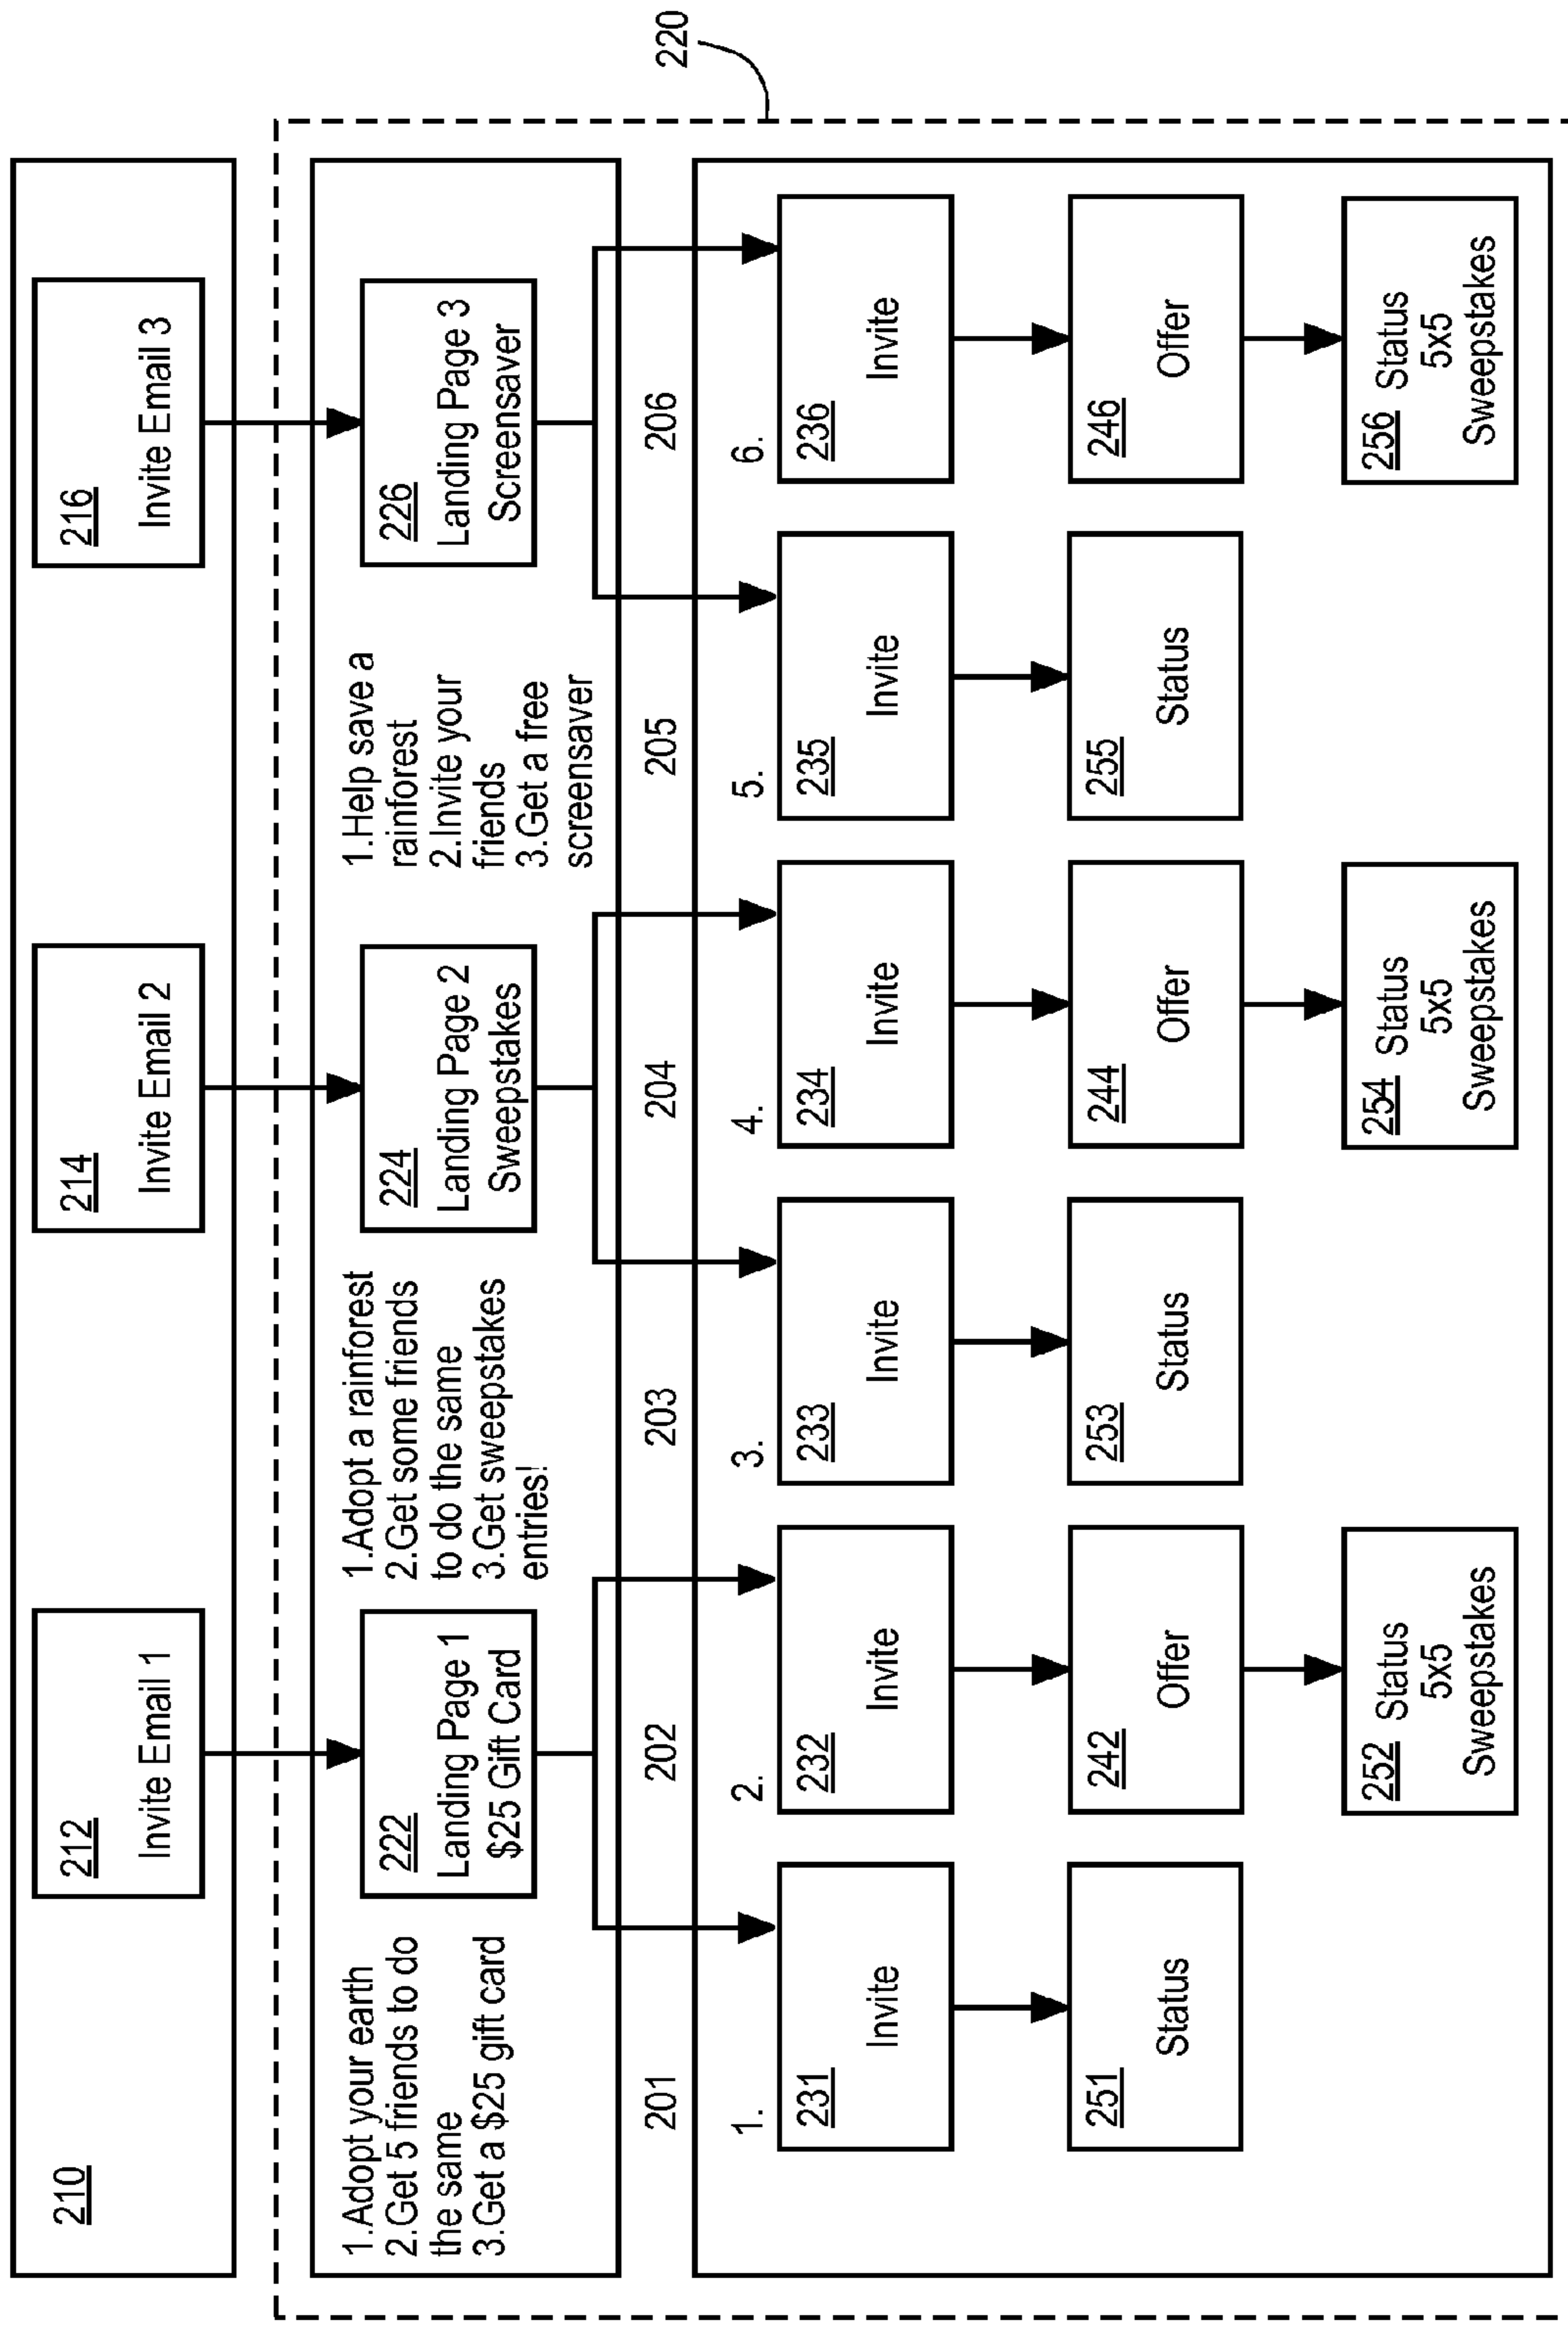 210
212
Invite Email 1
214
Invite Email 2
216
Invite Email 3
220
1.Adopt your earth
2.Get 5 friends to do
the same
3.Get a $25 gift card
222
Landing Page 1
$25 Gift Card
1.Adopt a rainforest
2.Get some friends
to do the same
3.Get sweepstakes
entries!
224
Landing Page 2
Sweepstakes
1.Help save a
rainforest
2.Invite your
friends
3.Get a free
screensaver
226
Landing Page 3
Screensaver
201
202
203
204
205
206
1.
2.
3.
4.
5.
6.
231
Invite
232
Invite
233
Invite
234
Invite
235
Invite
236
Invite
251
Status
242
Offer
253
Status
244
Offer
255
Status
246
Offer
252 Status
5x5
Sweepstakes
254 Status
5x5
Sweepstakes
256 Status
5x5
Sweepstakes